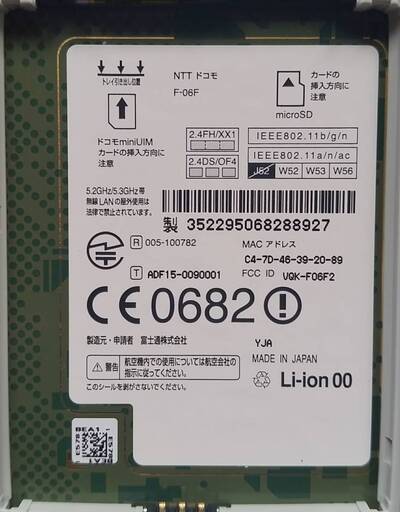 トレイ引き出し位置
NTT ドコモ
F-06F
カードの
挿入方向に
注意
microSD
ドコモminiUIM
カードの挿入方向に
注意
2.4FH/XX1
IEEE802.11b/g/n
2.4DS/OF4
IEEE802.11a/n/ac
J52 W52 W53 W56
5.2GHz/5.3GHz帯
無線LANの屋外使用は
法律で禁止されています。
製 352295068288927
R 005-100782
MAC アドレス
C4-7D-46-39-20-89
T ADF15-0090001
FCC ID VQK-F06F2
CE0682
製造元・申請者 富士通株式会社
YJA
警告 航空機内での使用については航空会社の
指示に従ってください。
MADE IN JAPAN
このシールを剥がさないでください。
Li-ion 00
BEA1